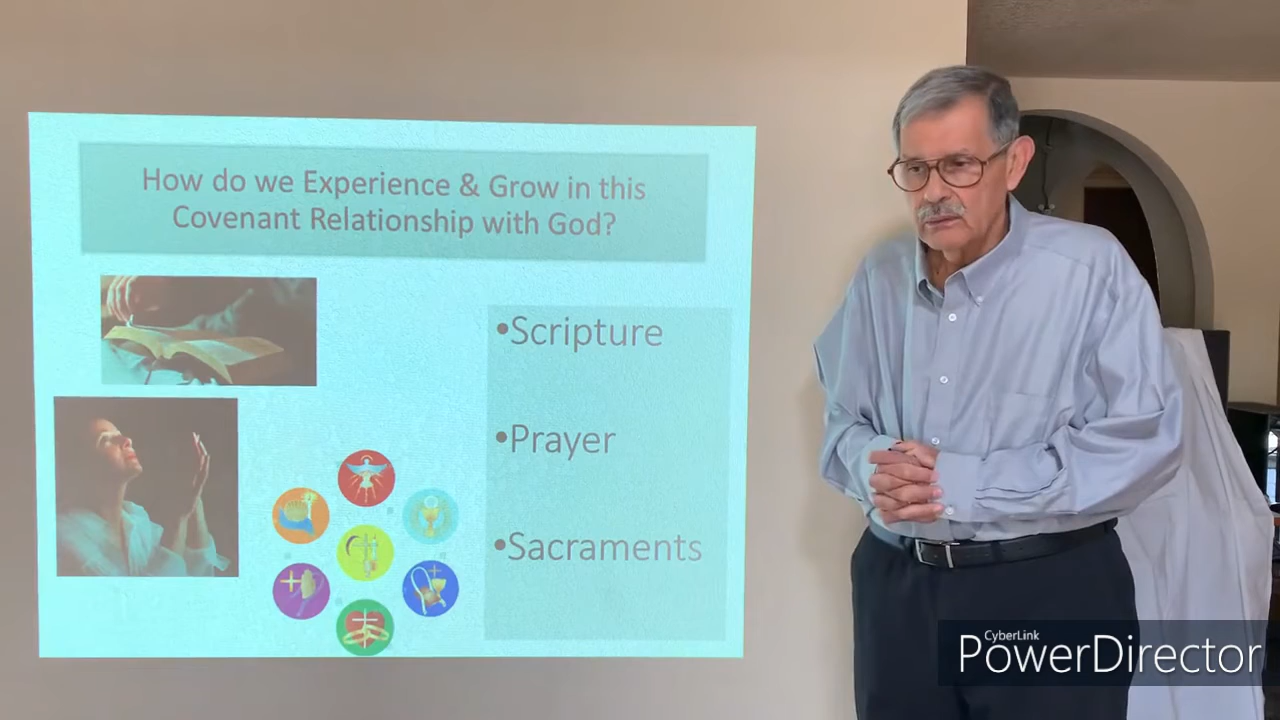 How do we Experience & Grow in this
Covenant Relationship with God?
•Scripture
•Prayer
•Sacraments
CyberLink
PowerDirector